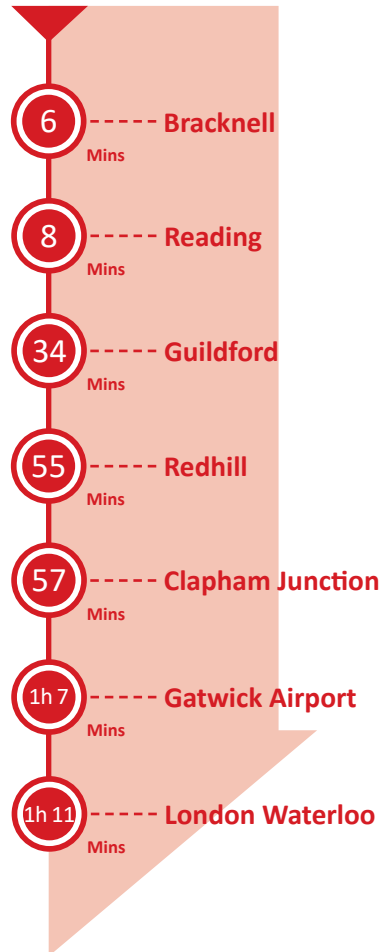 6 Bracknell
Mins
8 Reading
Mins
34 Guildford
Mins
55 Redhill
Mins
57 Clapham Junction
Mins
1h 7 Gatwick Airport
Mins
1h 11 London Waterloo
Mins